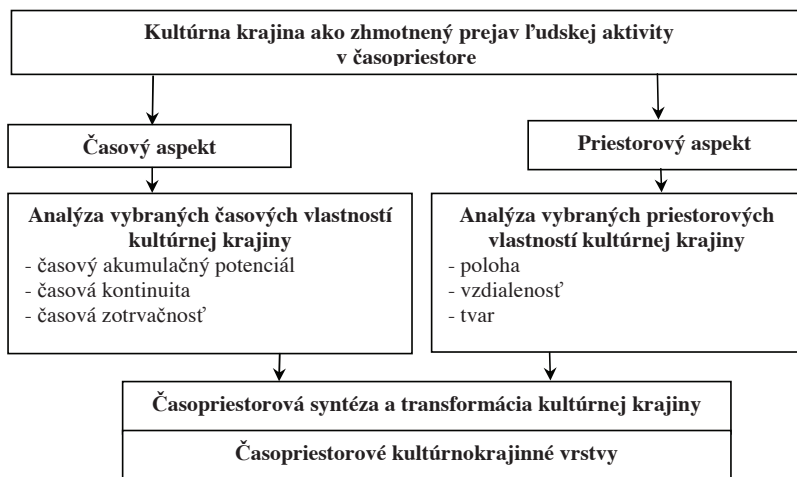 Kultúrna krajina ako zhmotnený prejav ľudskej aktivity
v časopriestore
Časový aspekt
Priestorový aspekt
Analýza vybraných časových vlastností
kultúrnej krajiny
- časový akumulačný potenciál
- časová kontinuita
- časová zotrvačnosť
Analýza vybraných priestorových
vlastností kultúrnej krajiny
- poloha
- vzdialenosť
- tvar
Časopriestorová syntéza a transformácia kultúrnej krajiny
Časopriestorové kultúrnokrajinné vrstvy